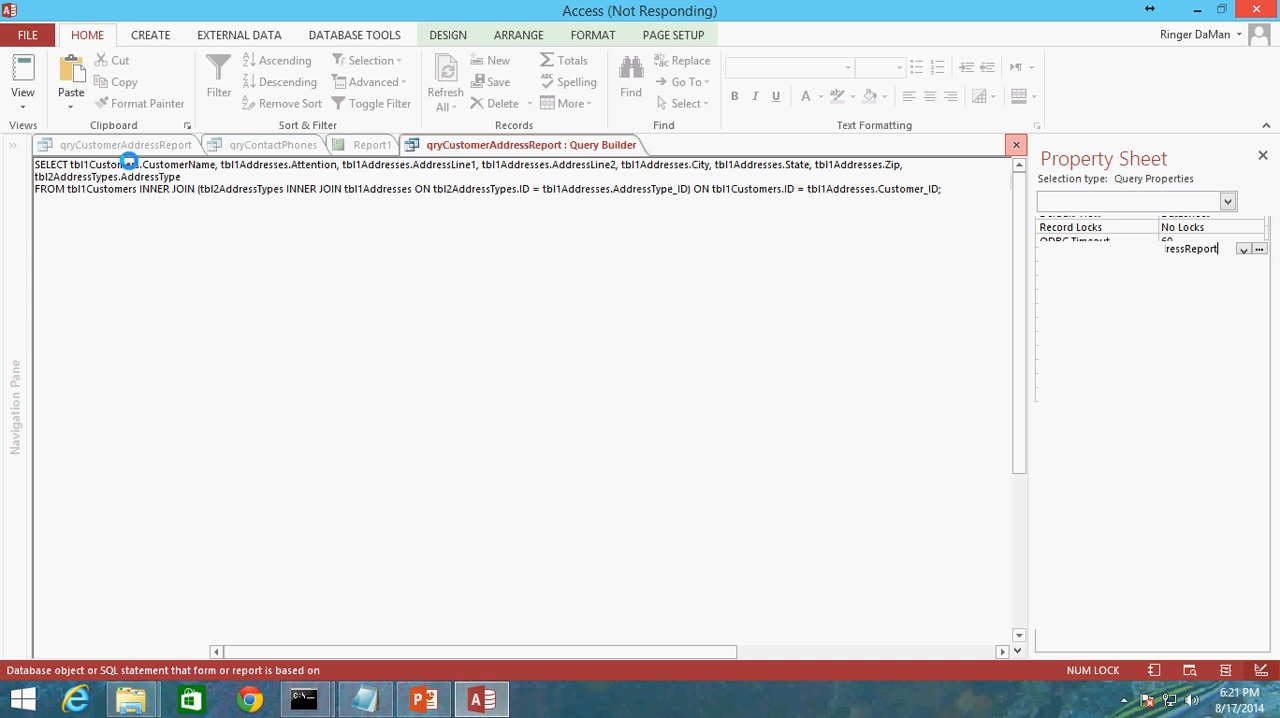 Access (Not Responding)
FILE HOME CREATE EXTERNAL DATA DATABASE TOOLS DESIGN ARRANGE FORMAT PAGE SETUP Ringer DaMan
View
Views
Paste
Cut
Copy
Format Painter
Clipboard
Filter
Ascending
Descending
Remove Sort
Selection
Advanced
Toggle Filter
Sort & Filter
Refresh
All
New
Save
Delete
Totals
Spelling
More
Records
Find
Replace
Go To
Select
Find
B I U A
Text Formatting
qryCustomerAddressReport qryContactPhones Report1 qryCustomerAddressReport : Query Builder
SELECT tbl1Customers.CustomerName, tbl1Addresses.Attention, tbl1Addresses.AddressLine1, tbl1Addresses.AddressLine2, tbl1Addresses.City, tbl1Addresses.State, tbl1Addresses.Zip,
tbl2AddressTypes.AddressType
FROM tbl1Customers INNER JOIN (tbl2AddressTypes INNER JOIN tbl1Addresses ON tbl2AddressTypes.ID = tbl1Addresses.AddressType_ID) ON tbl1Customers.ID = tbl1Addresses.Customer_ID;
Navigation Pane
Property Sheet
Selection type: Query Properties
Record Locks No Locks
ODBC Timeout 60
ressReport
Database object or SQL statement that form or report is based on
NUM LOCK
6:21 PM
8/17/2014